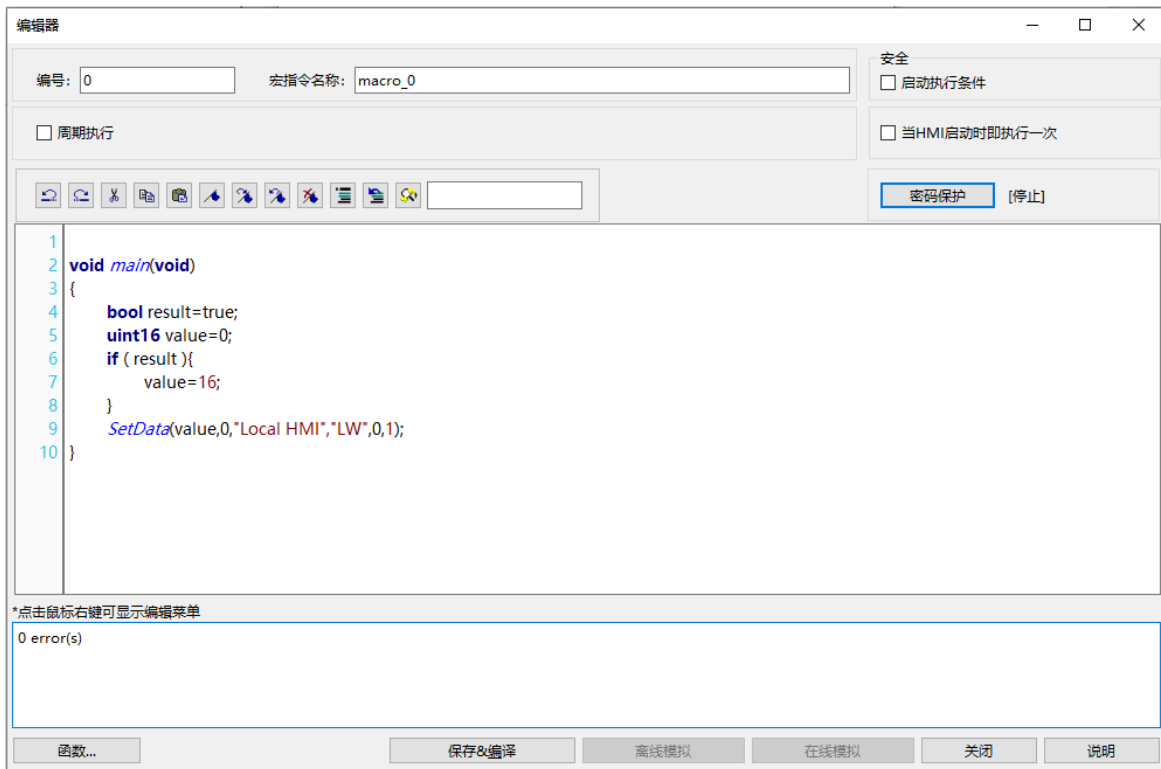 编辑器
编号: 0 宏指令名称: macro_0
安全
启动执行条件
周期执行
当HMI启动时即执行一次
密码保护 [停止]
1
2 void main(void)
3 {
4 bool result=true;
5 uint16 value=0;
6 if ( result ){
7 value=16;
8 }
9 SetData(value,0,"Local HMI","LW",0,1);
10 }
*点击鼠标右键可显示编辑菜单
0 error(s)
函数... 保存&编译 离线模拟 在线模拟 关闭 说明